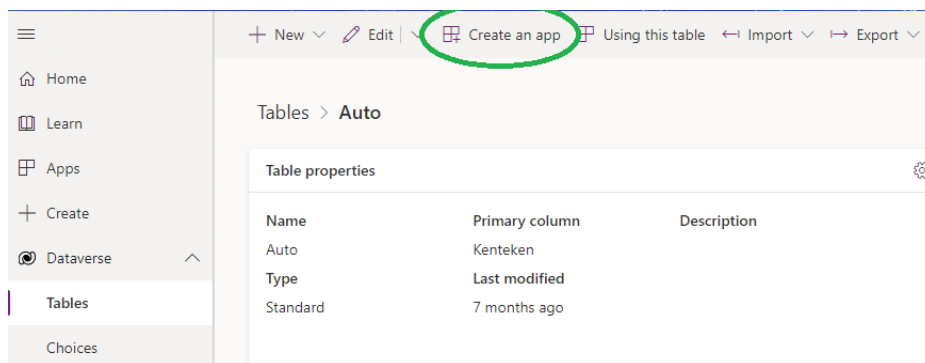 New Edit Create an app Using this table Import Export
Home
Learn
Apps
Create
Dataverse
Tables
Choices
Tables > Auto
Table properties
Name Primary column Description
Auto Kenteken
Type Last modified
Standard 7 months ago